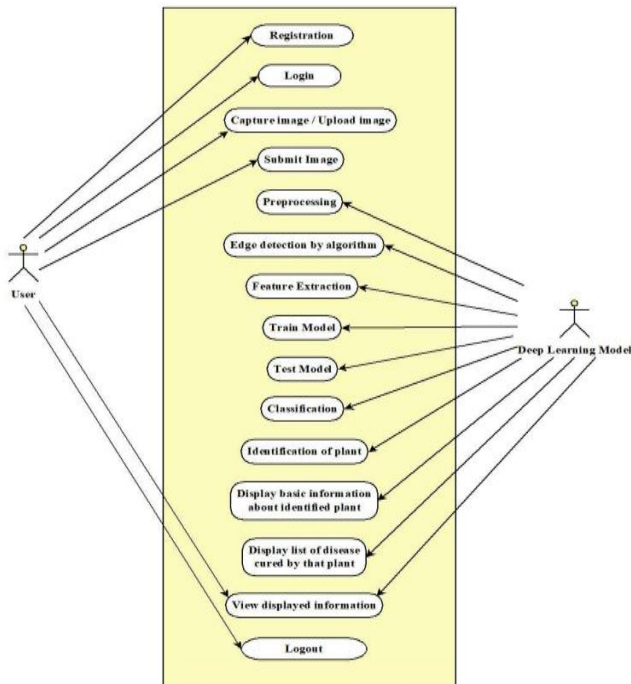 Registration
Login
Capture image / Upload image
Submit Image
Preprocessing
Edge detection by algorithm
User
Feature Extraction
Train Model
Deep Learning Model
Test Model
Classification
Identification of plant
Display basic information
about identified plant
Display list of disease
cured by that plant
View displayed information
Logout